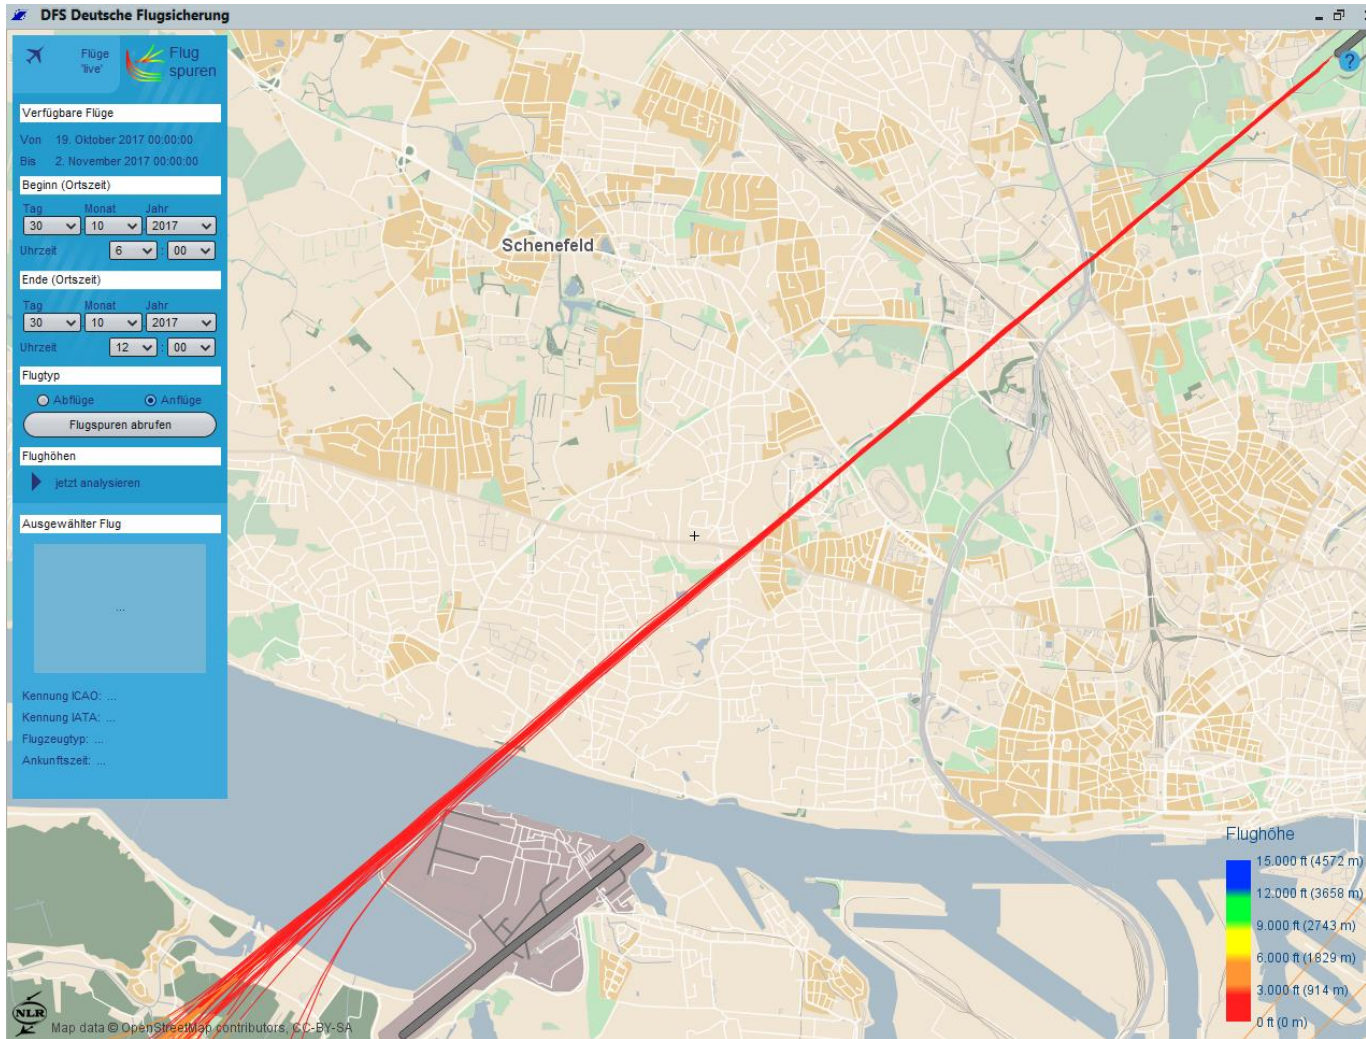 DFS Deutsche Flugsicherung
Flüge
'live'
Flug
spuren
Verfügbare Flüge
Von 19. Oktober 2017 00:00:00
Bis 2. November 2017 00:00:00
Beginn (Ortszeit)
Tag Monat Jahr
30 10 2017
Uhrzeit 6 : 00
Ende (Ortszeit)
Tag Monat Jahr
30 10 2017
Uhrzeit 12 : 00
Flugtyp
Abflüge Anflüge
Flugspuren abrufen
Flughöhen
jetzt analysieren
Ausgewählter Flug
...
Kennung ICAO: ...
Kennung IATA: ...
Flugzeugtyp: ...
Ankunftszeit: ...
?
Schenefeld
Flughöhe
15.000 ft (4572 m)
12.000 ft (3658 m)
9.000 ft (2743 m)
6.000 ft (1829 m)
3.000 ft (914 m)
0 ft (0 m)
NLR
Map data © OpenStreetMap contributors, CC-BY-SA